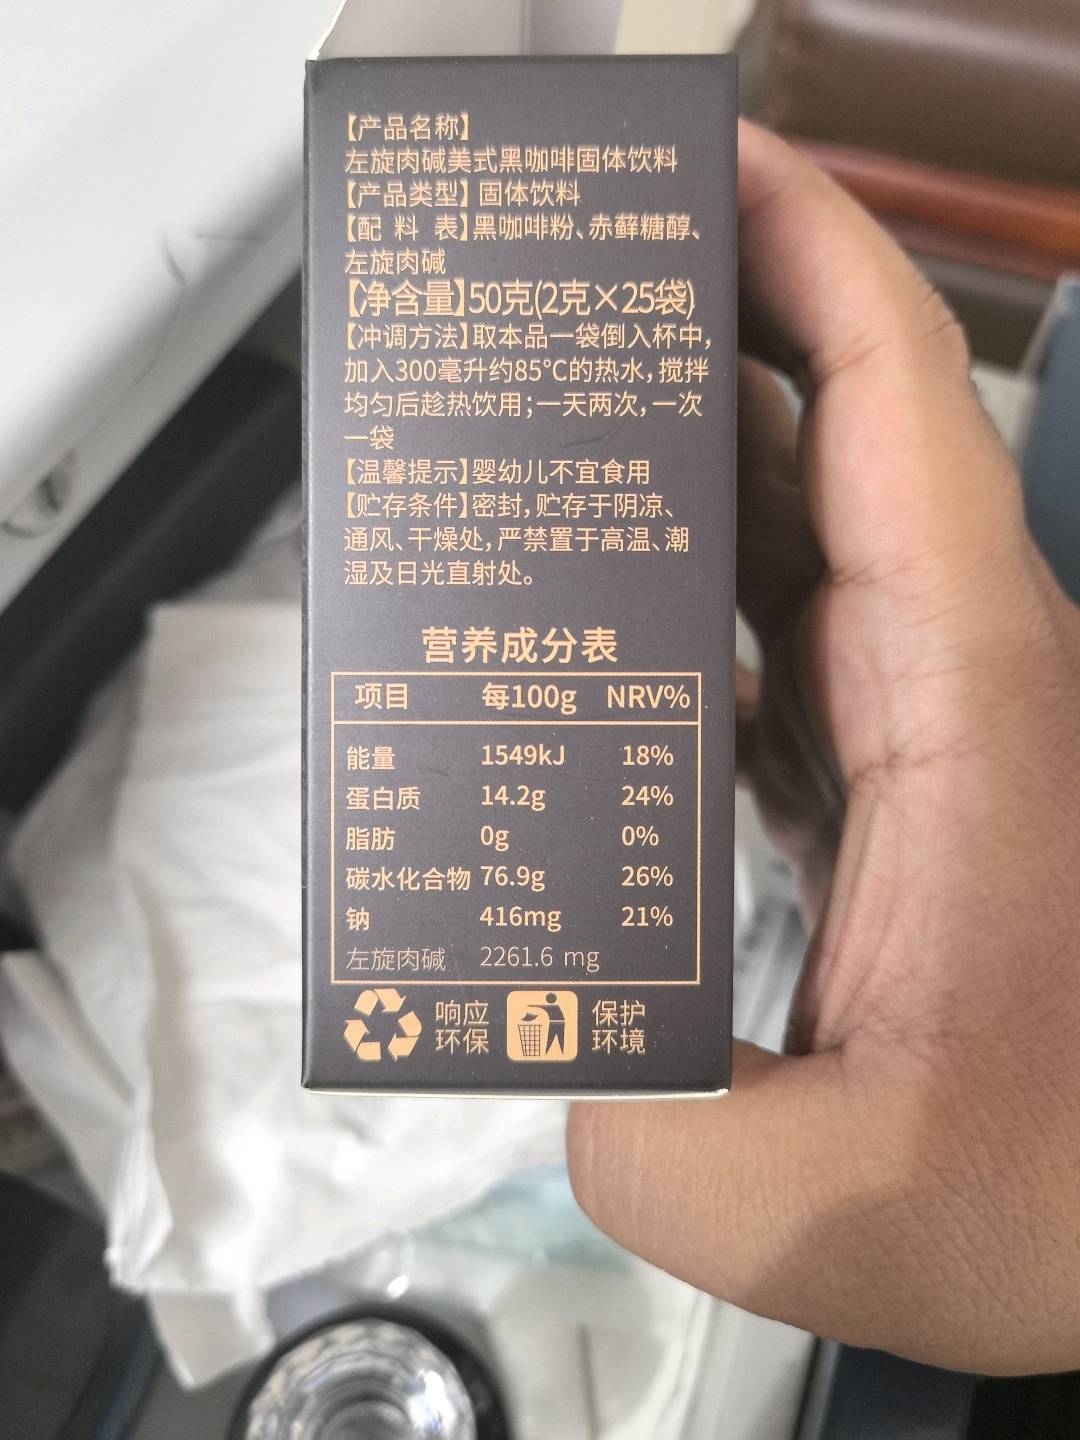 【产品名称】
左旋肉碱美式黑咖啡固体饮料
【产品类型】固体饮料
【配 料 表】黑咖啡粉、赤藓糖醇、
左旋肉碱
【净含量】50克(2克×25袋)
【冲调方法】取本品一袋倒入杯中,
加入300毫升约85℃的热水,搅拌
均匀后趁热饮用;一天两次,一次
一袋
【温馨提示】婴幼儿不宜食用
【贮存条件】密封,贮存于阴凉、
通风、干燥处,严禁置于高温、潮
湿及日光直射处。
营养成分表
项目 每100g NRV%
能量 1549kJ 18%
蛋白质 14.2g 24%
脂肪 0g 0%
碳水化合物 76.9g 26%
钠 416mg 21%
左旋肉碱 2261.6 mg
响应 保护
环保 环境